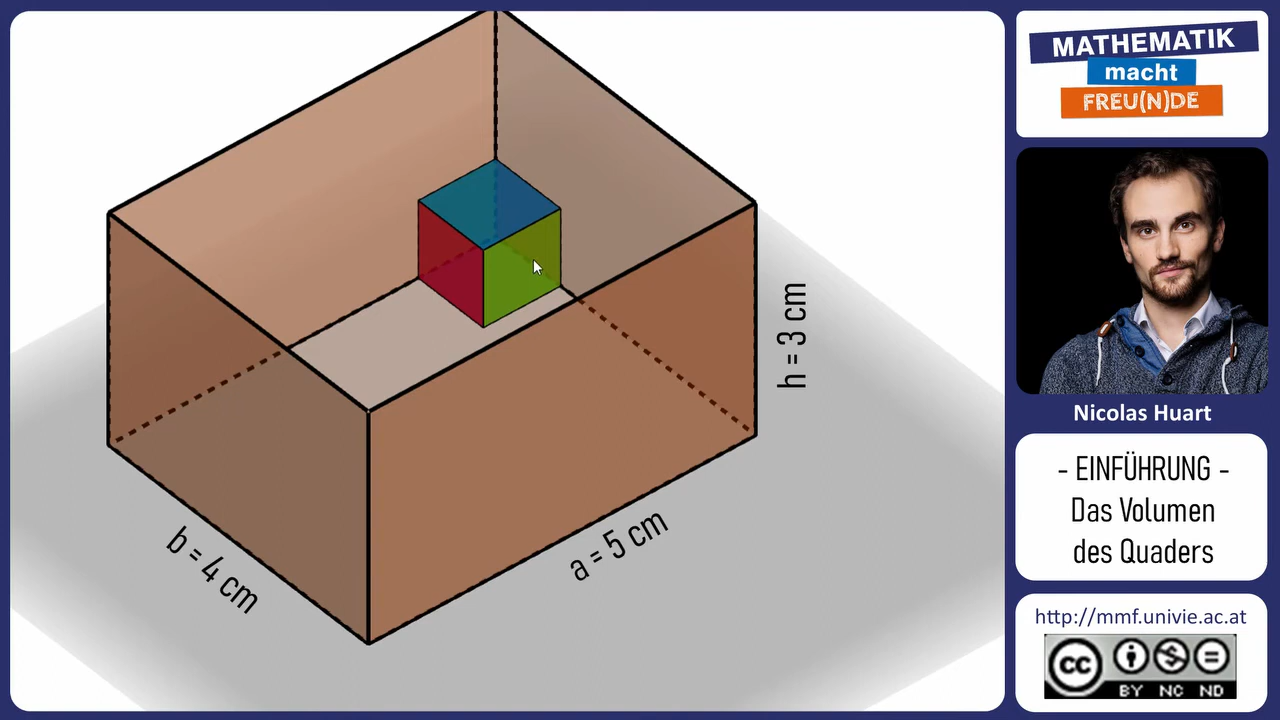 h = 3 cm
b = 4 cm
a = 5 cm
MATHEMATIK
macht
FREU(N)DE
Nicolas Huart
- EINFÜHRUNG -
Das Volumen
des Quaders
http://mmf.univie.ac.at
cc
BY NC ND